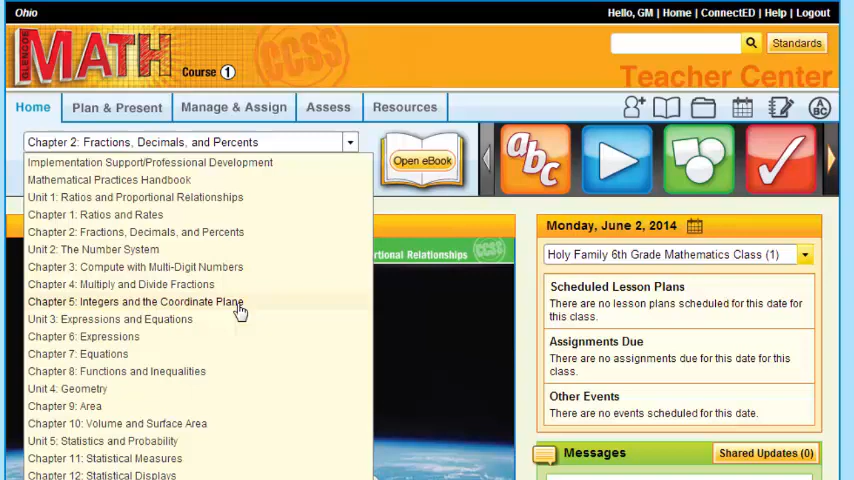 Ohio
Hello, GM | Home | ConnectED | Help | Logout
GLENCOE
MATH
Course 1
CCSS
Standards
Teacher Center
Home
Plan & Present
Manage & Assign
Assess
Resources
Chapter 2: Fractions, Decimals, and Percents
Open eBook
abc
Implementation Support/Professional Development
Mathematical Practices Handbook
Unit 1: Ratios and Proportional Relationships
Chapter 1: Ratios and Rates
Chapter 2: Fractions, Decimals, and Percents
Unit 2: The Number System
Chapter 3: Compute with Multi-Digit Numbers
Chapter 4: Multiply and Divide Fractions
Chapter 5: Integers and the Coordinate Plane
Unit 3: Expressions and Equations
Chapter 6: Expressions
Chapter 7: Equations
Chapter 8: Functions and Inequalities
Unit 4: Geometry
Chapter 9: Area
Chapter 10: Volume and Surface Area
Unit 5: Statistics and Probability
Chapter 11: Statistical Measures
Chapter 12: Statistical Displays
rtional Relationships
CCSS
Monday, June 2, 2014
Holy Family 6th Grade Mathematics Class (1)
Scheduled Lesson Plans
There are no lesson plans scheduled for this date for
this class.
Assignments Due
There are no assignments due for this date for this
class.
Other Events
There are no events scheduled for this date.
Messages
Shared Updates (0)